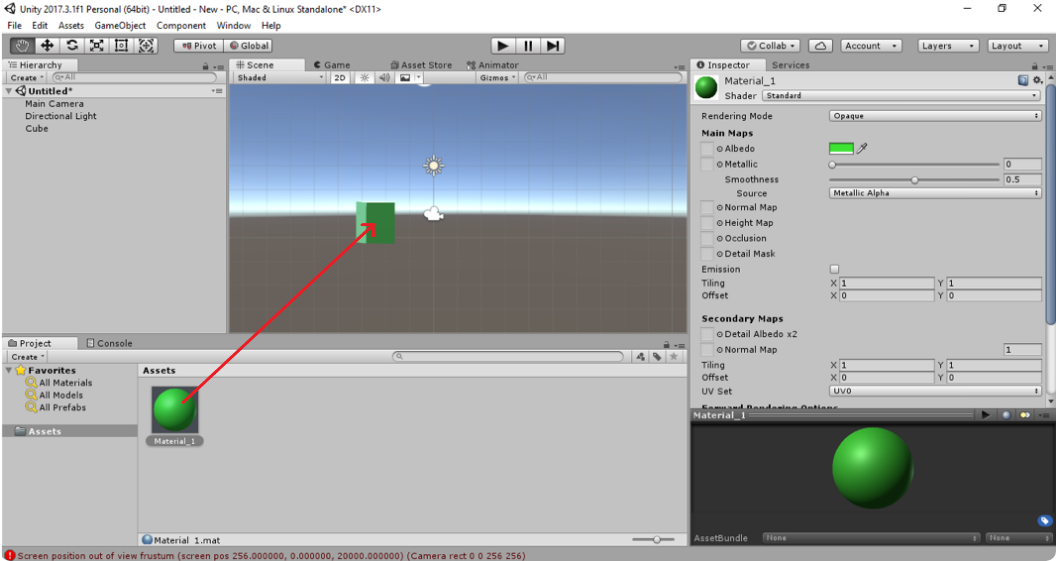 Unity 2017.3.1f1 Personal (64bit) - Untitled - New - PC, Mac & Linux Standalone* <DX11>
File Edit Assets GameObject Component Window Help
Pivot Global Collab Account Layers Layout
Hierarchy
Create All
Untitled*
Main Camera
Directional Light
Cube
Scene Game Asset Store Animator
Shaded 2D Gizmos All
Inspector Services
Material_1
Shader Standard
Rendering Mode Opaque
Main Maps
Albedo
Metallic 0
Smoothness 0.5
Source Metallic Alpha
Normal Map
Height Map
Occlusion
Detail Mask
Emission
Tiling X 1 Y 1
Offset X 0 Y 0
Secondary Maps
Detail Albedo x2
Normal Map 1
Tiling X 1 Y 1
Offset X 0 Y 0
UV Set UV0
Forward Rendering Options
Material_1
AssetBundle None None
Project Console
Create
Favorites
All Materials
All Models
All Prefabs
Assets
Assets
Material_1
Material_1.mat
Screen position out of view frustum (screen pos 256.000000, 0.000000, 20000.000000) (Camera rect 0 0 256 256)